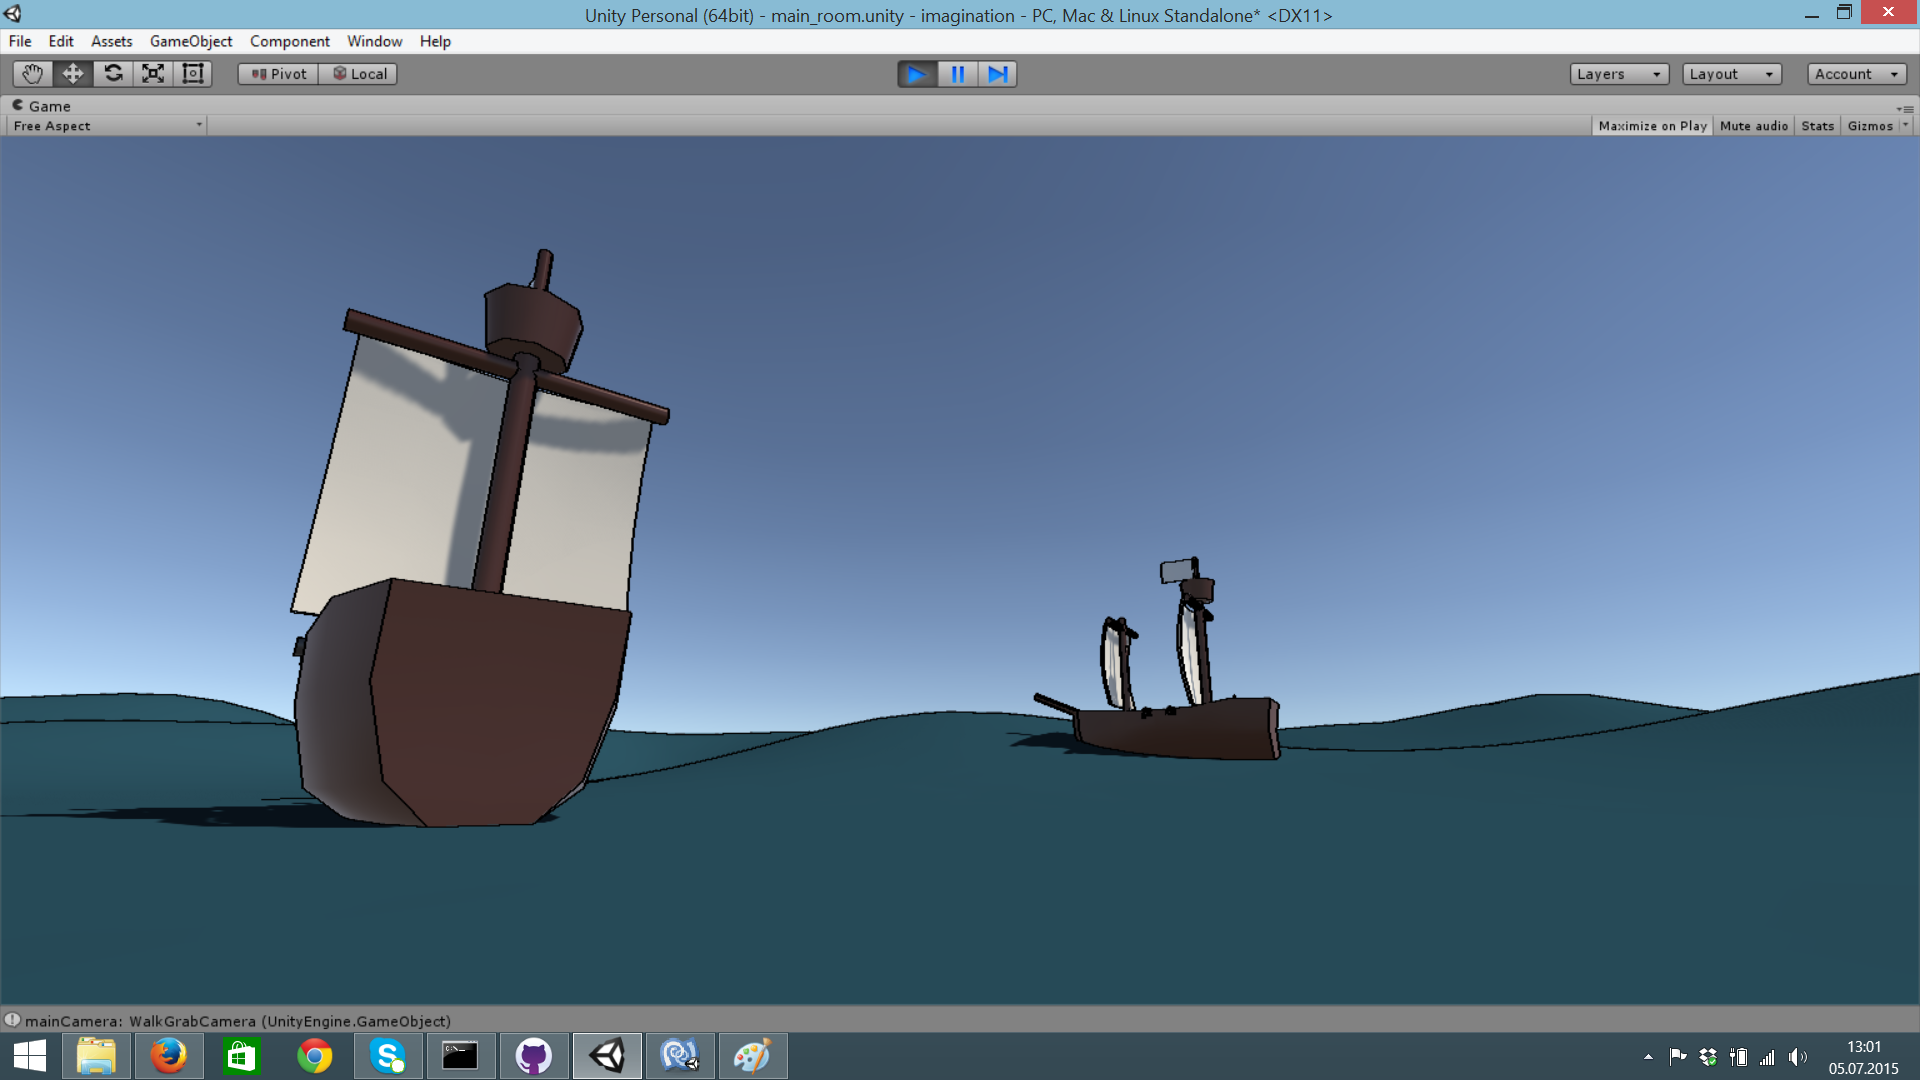 Unity Personal (64bit) - main_room.unity - imagination - PC, Mac & Linux Standalone* <DX11>
File Edit Assets GameObject Component Window Help
Pivot Local Layers Layout Account
Game
Free Aspect Maximize on Play Mute audio Stats Gizmos
mainCamera: WalkGrabCamera (UnityEngine.GameObject)
13:01
05.07.2015